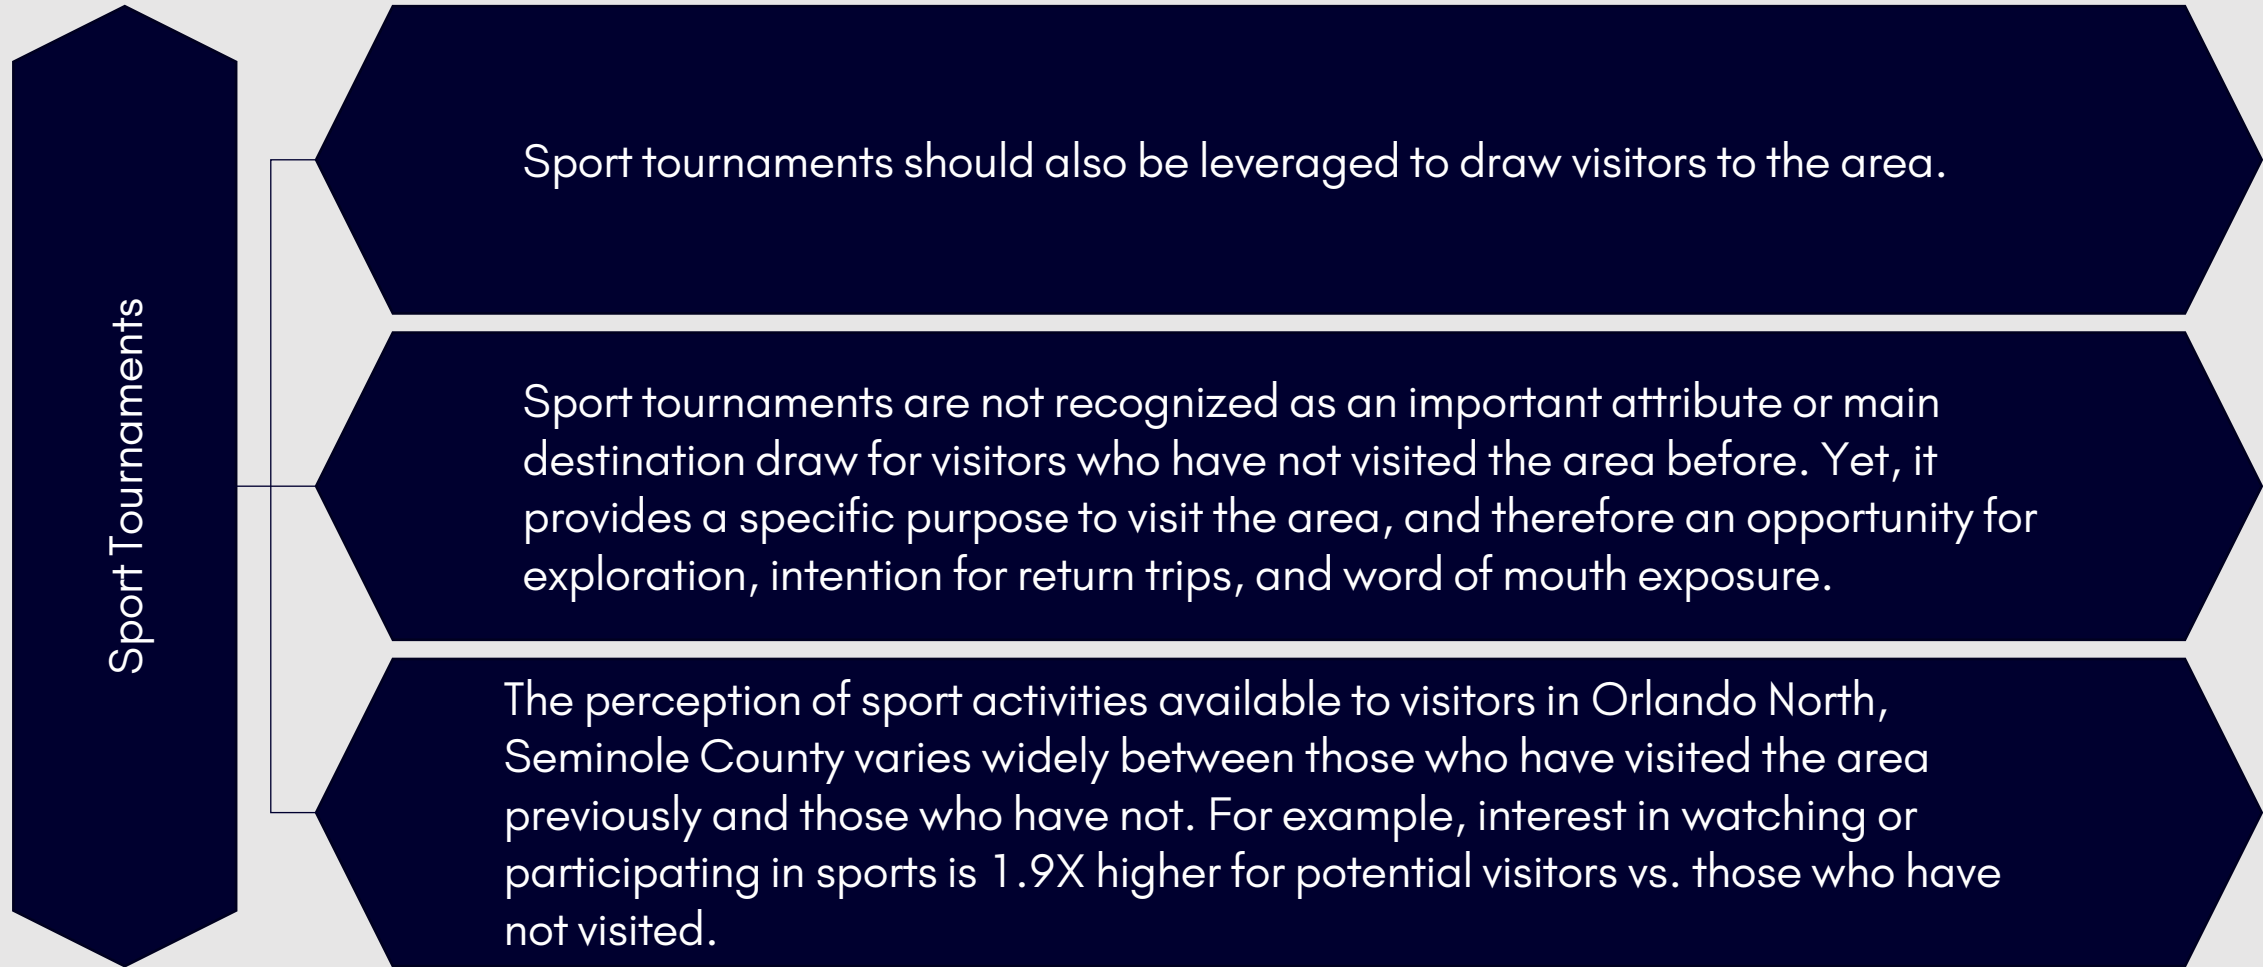 Sport Tournaments
Sport tournaments should also be leveraged to draw visitors to the area.
Sport tournaments are not recognized as an important attribute or main
destination draw for visitors who have not visited the area before. Yet, it
provides a specific purpose to visit the area, and therefore an opportunity for
exploration, intention for return trips, and word of mouth exposure.
The perception of sport activities available to visitors in Orlando North,
Seminole County varies widely between those who have visited the area
previously and those who have not. For example, interest in watching or
participating in sports is 1.9X higher for potential visitors vs. those who have
not visited.